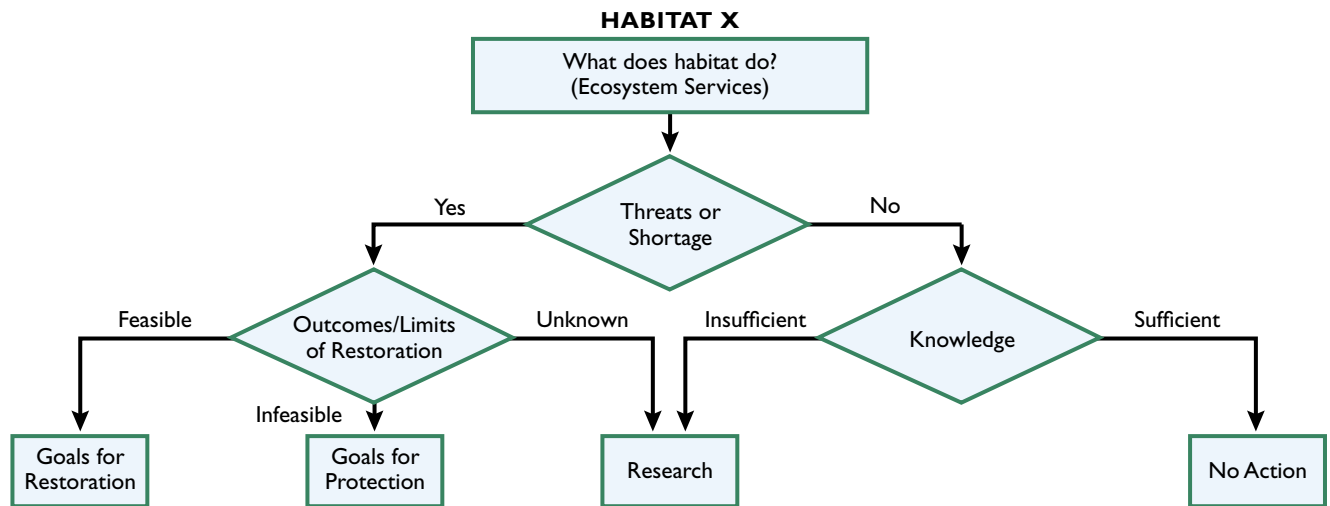 HABITAT X
What does habitat do?
(Ecosystem Services)
Yes
Threats or
Shortage
No
Feasible
Outcomes/Limits
of Restoration
Unknown
Insufficient
Knowledge
Sufficient
Infeasible
Goals for
Restoration
Goals for
Protection
Research
No Action